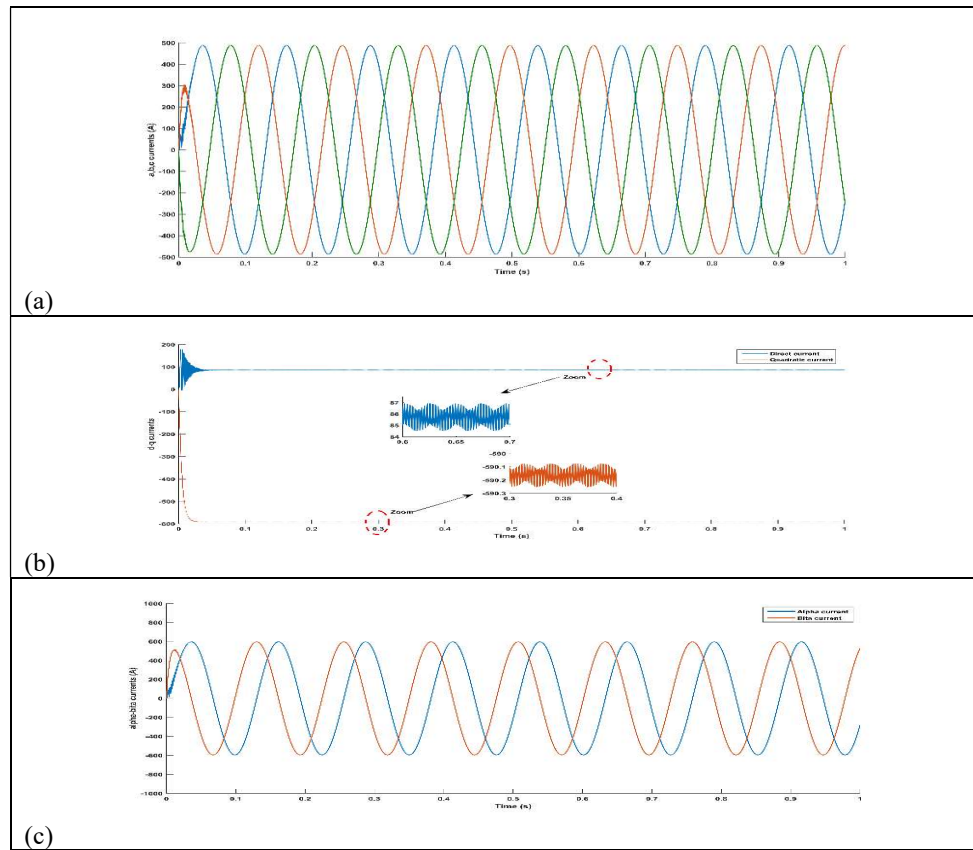 500
400
300
200
100
0
-100
-200
-300
-400
-500
a,b,c currents (A)
0 0.1 0.2 0.3 0.4 0.5 0.6 0.7 0.8 0.9 1
Time (s)
(a)
200
100
0
-100
-200
-300
-400
-500
-600
d-q currents
Direct current
Quadratic current
Zoom
87
86
85
84
9.6 9.65 9.7
-590
-590.1
-590.2
-590.3
0.3 0.35 0.4
Zoom
0 0.1 0.2 0.3 0.4 0.5 0.6 0.7 0.8 0.9 1
Time (s)
(b)
1000
800
600
400
200
0
-200
-400
-600
-800
-1000
alpha-bita currents (A)
Alpha current
Bita current
0 0.1 0.2 0.3 0.4 0.5 0.6 0.7 0.8 0.9 1
Time (s)
(c)